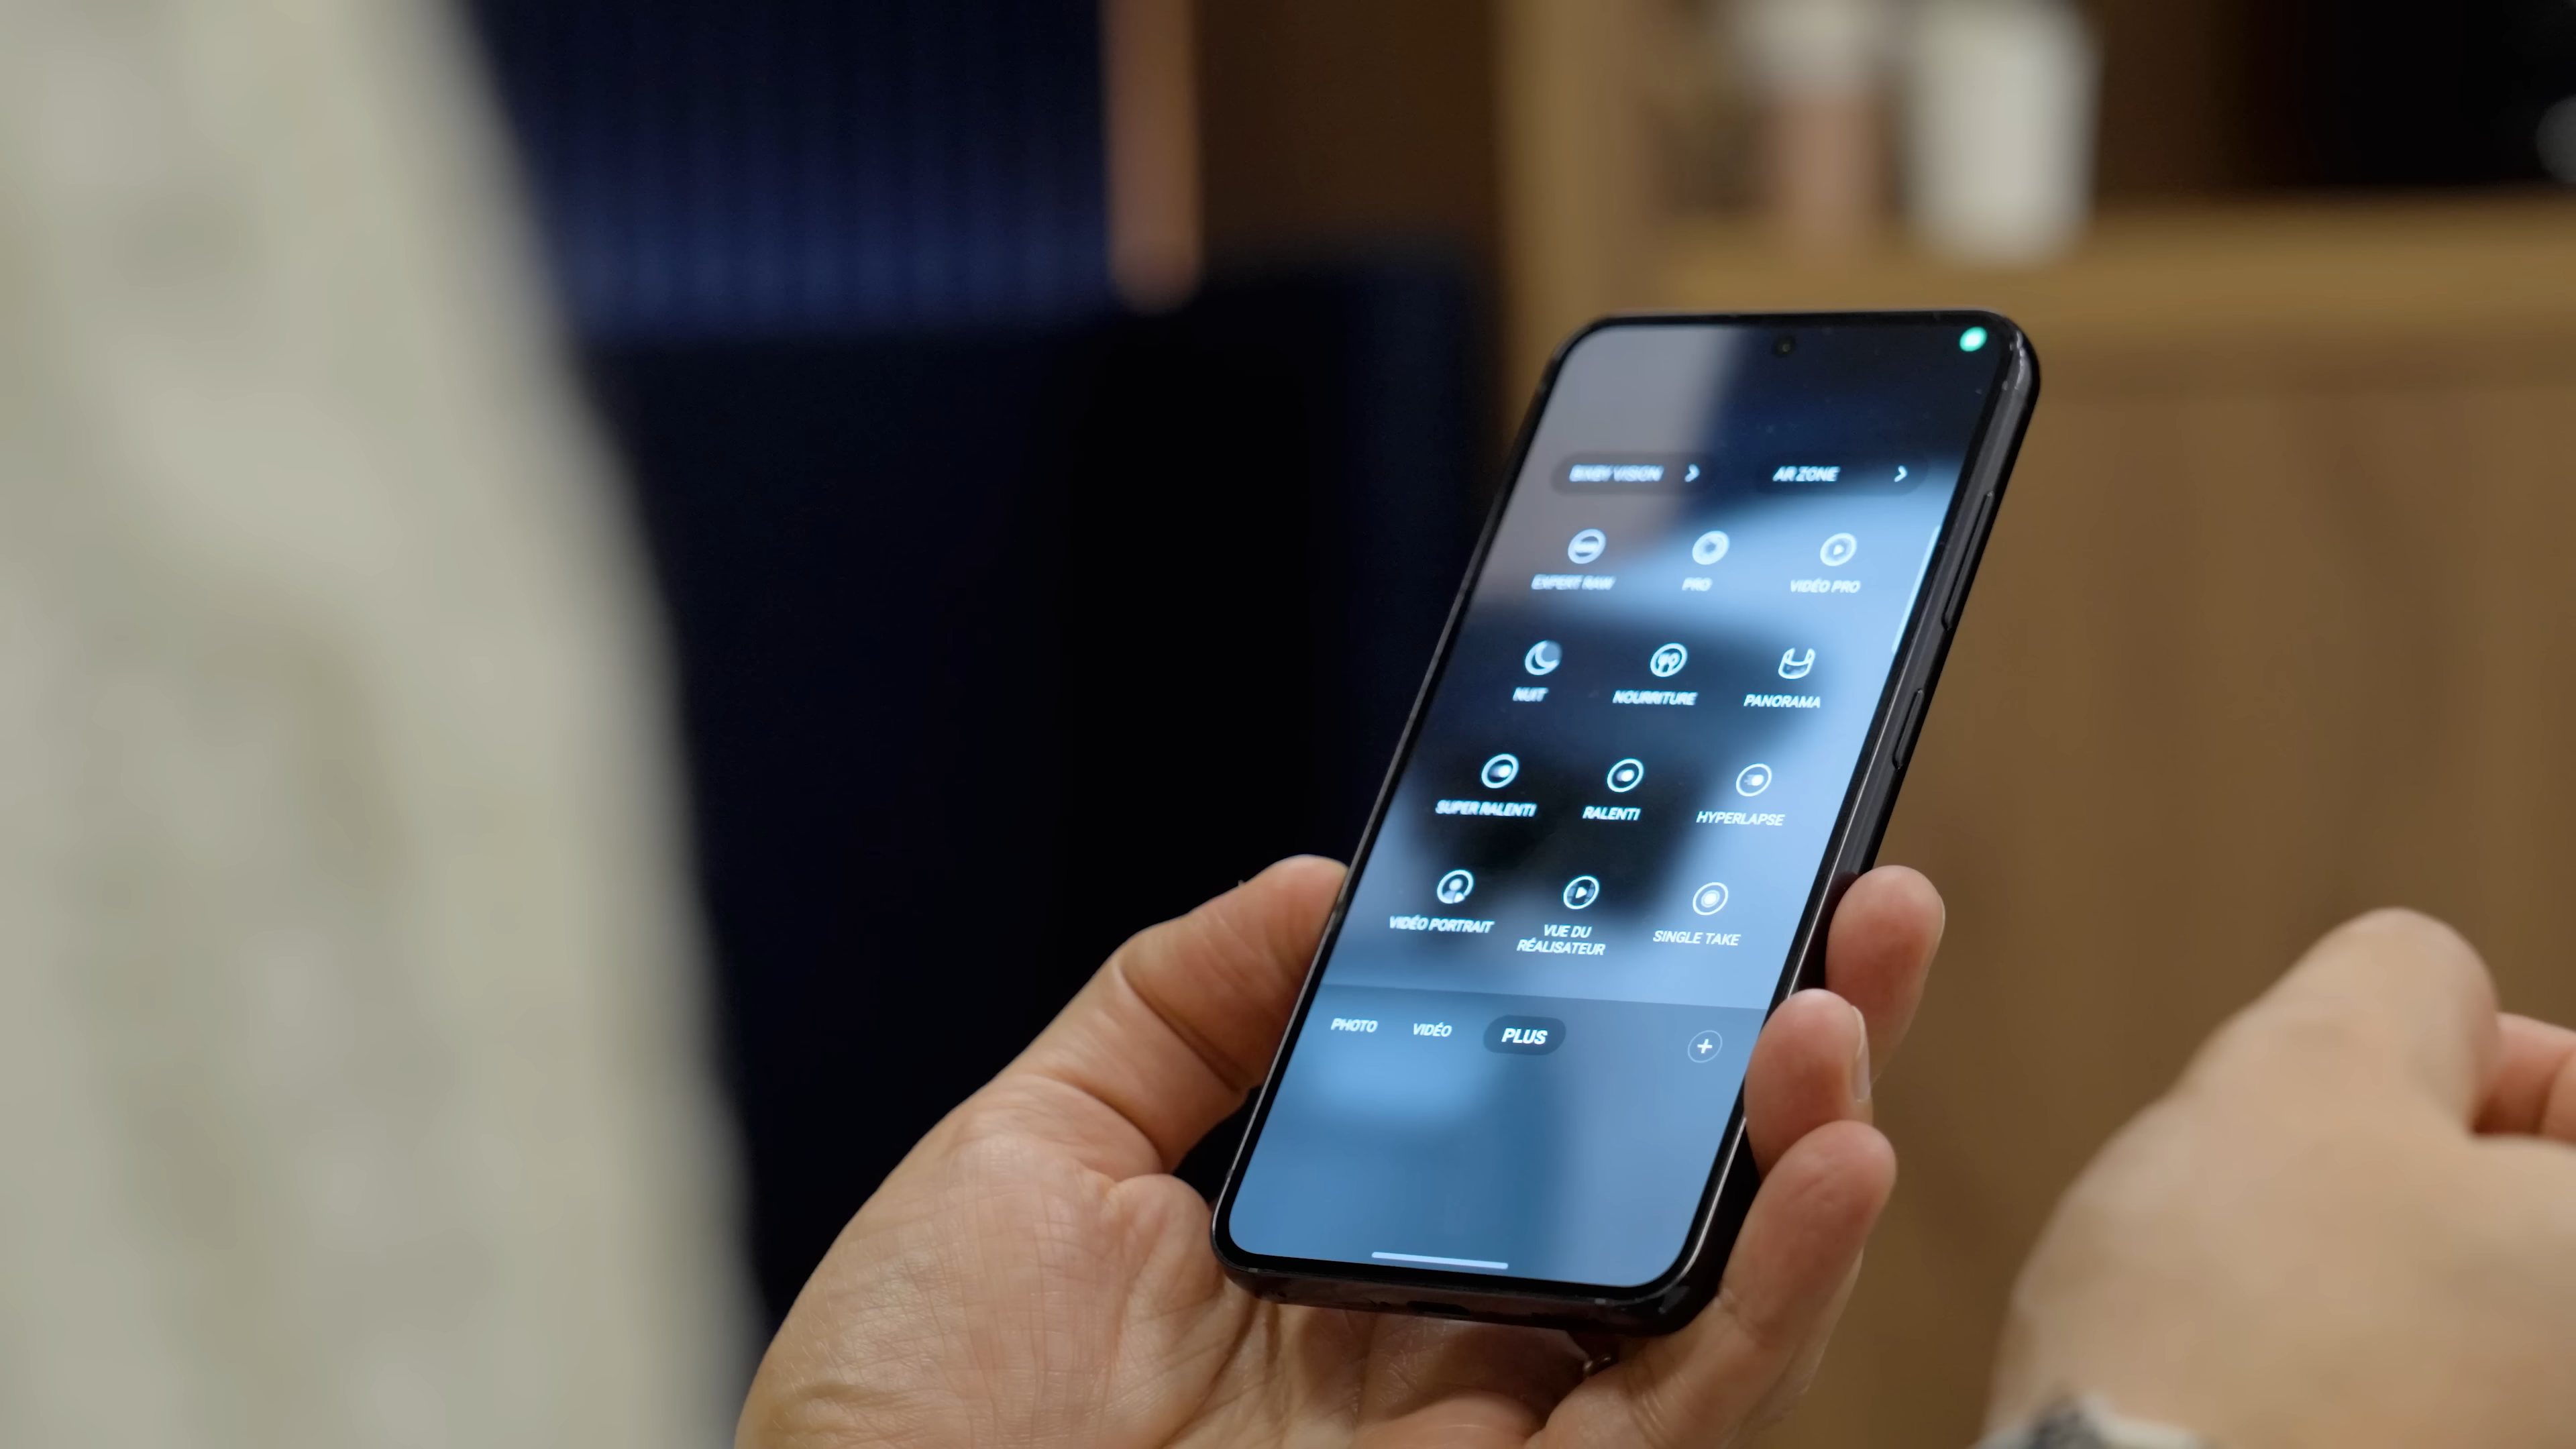 BIXBY VISION
AR ZONE
EXPERT RAW
PRO
VIDÉO PRO
NUIT
NOURRITURE
PANORAMA
SUPER RALENTI
RALENTI
HYPERLAPSE
VIDÉO PORTRAIT
VUE DU
RÉALISATEUR
SINGLE TAKE
PHOTO
VIDÉO
PLUS